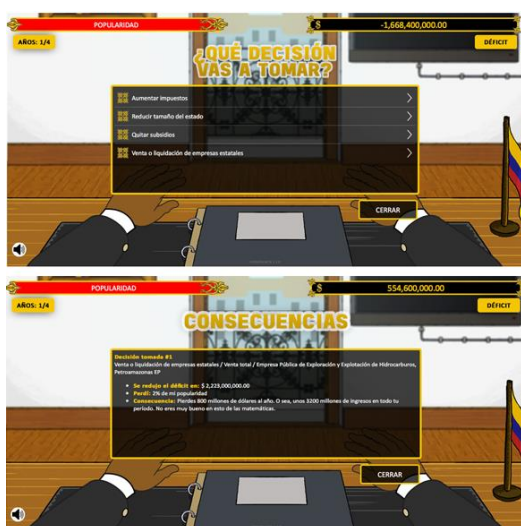 POPULARIDAD
$ -1,668,400,000.00
AÑOS: 1/4
DÉFICIT
¿QUÉ DECISIÓN
VAS A TOMAR?
Aumentar impuestos
Reducir tamaño del estado
Quitar subsidios
Venta o liquidación de empresas estatales
CERRAR
POPULARIDAD
$ 554,600,000.00
AÑOS: 1/4
DÉFICIT
CONSECUENCIAS
Decisión tomada #1
Venta o liquidación de empresas estatales / Venta total / Empresa Pública de Exploración y Explotación de Hidrocarburos,
Petroamazonas EP
Se redujo el déficit en: $ 2,223,000,000.00
Perdí: 2% de mi popularidad
Consecuencia: Pierdes 800 millones de dólares al año. O sea, unos 3200 millones de ingresos en todo tu
período. No eres muy bueno en esto de las matemáticas.
CERRAR